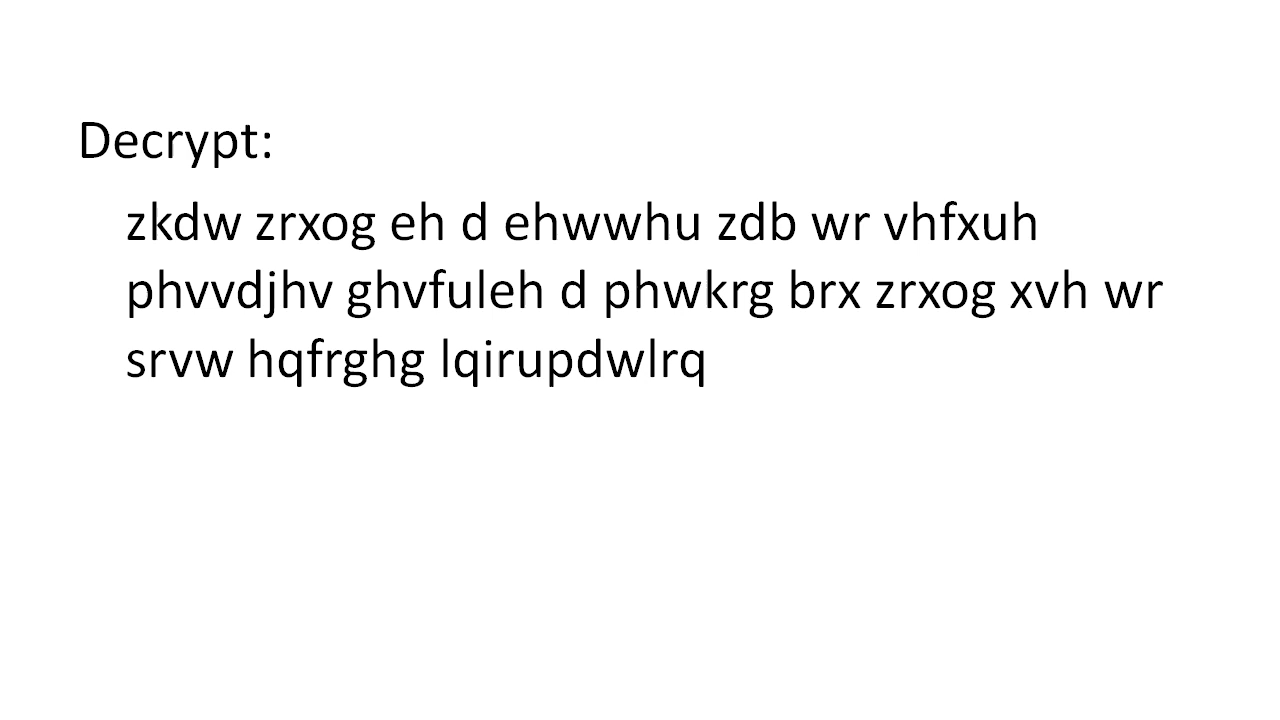 Decrypt:
zkdw zrxog eh d ehwwhu zdb wr vhfxuh
phvvdjhv ghvfuleh d phwkrg brx zrxog xvh wr
srvw hqfrghg lqirupdwlrq